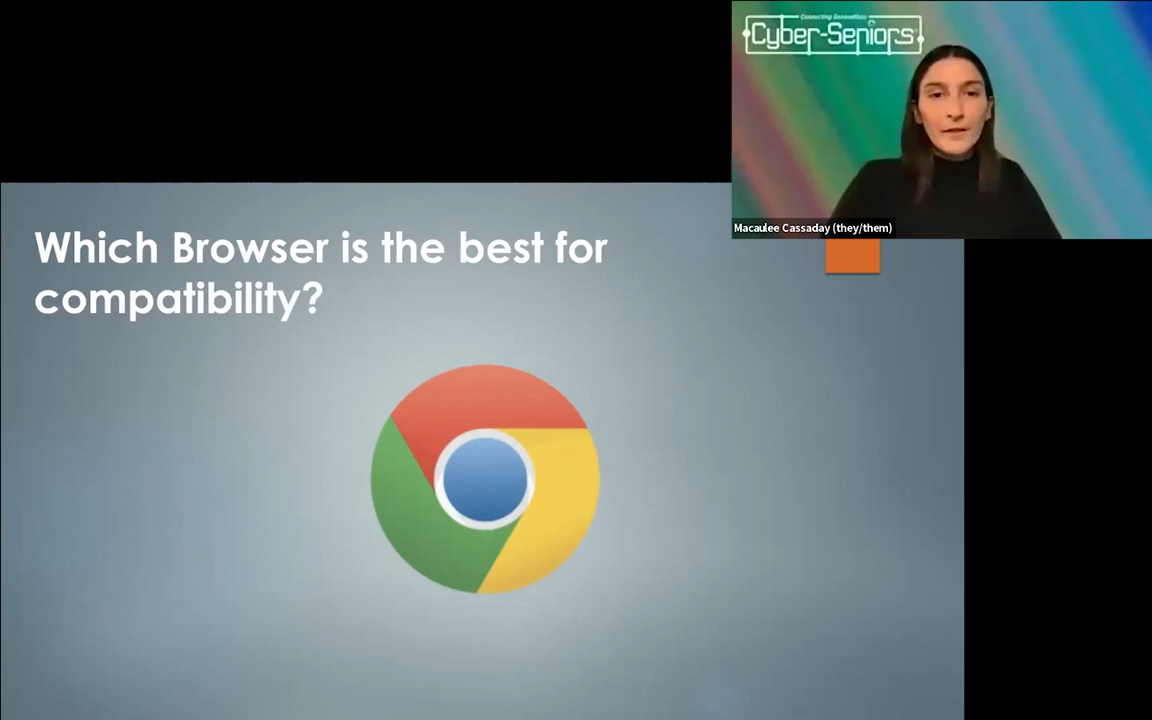 Connecting Generations
Cyber-Seniors
Macaulee Cassaday (they/them)
Which Browser is the best for
compatibility?